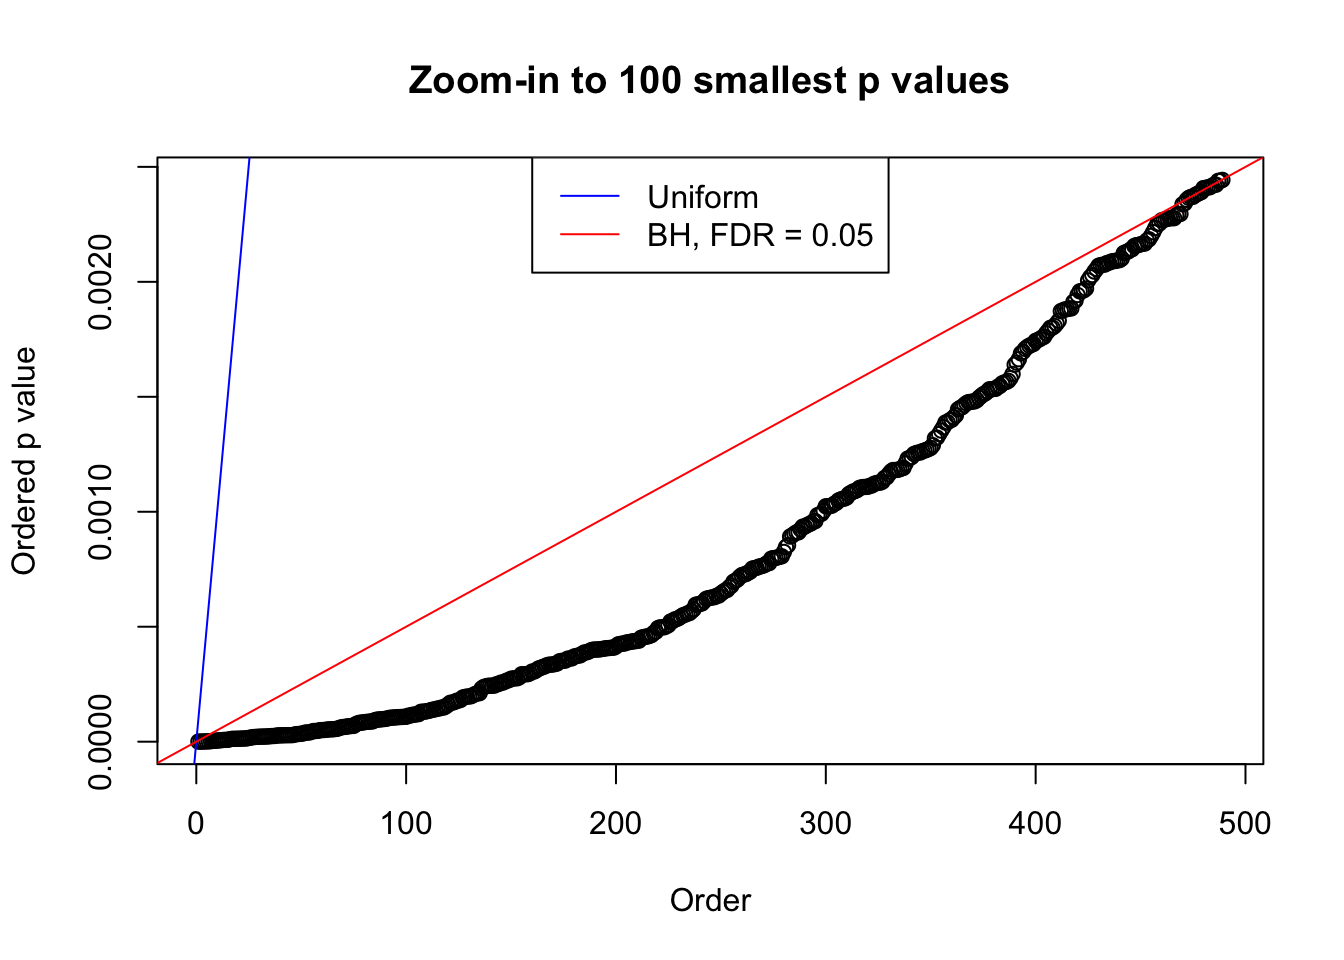 Zoom-in to 100 smallest p values
Uniform
BH, FDR = 0.05
Ordered p value
0.0020
0.0010
0.0000
0 100 200 300 400 500
Order